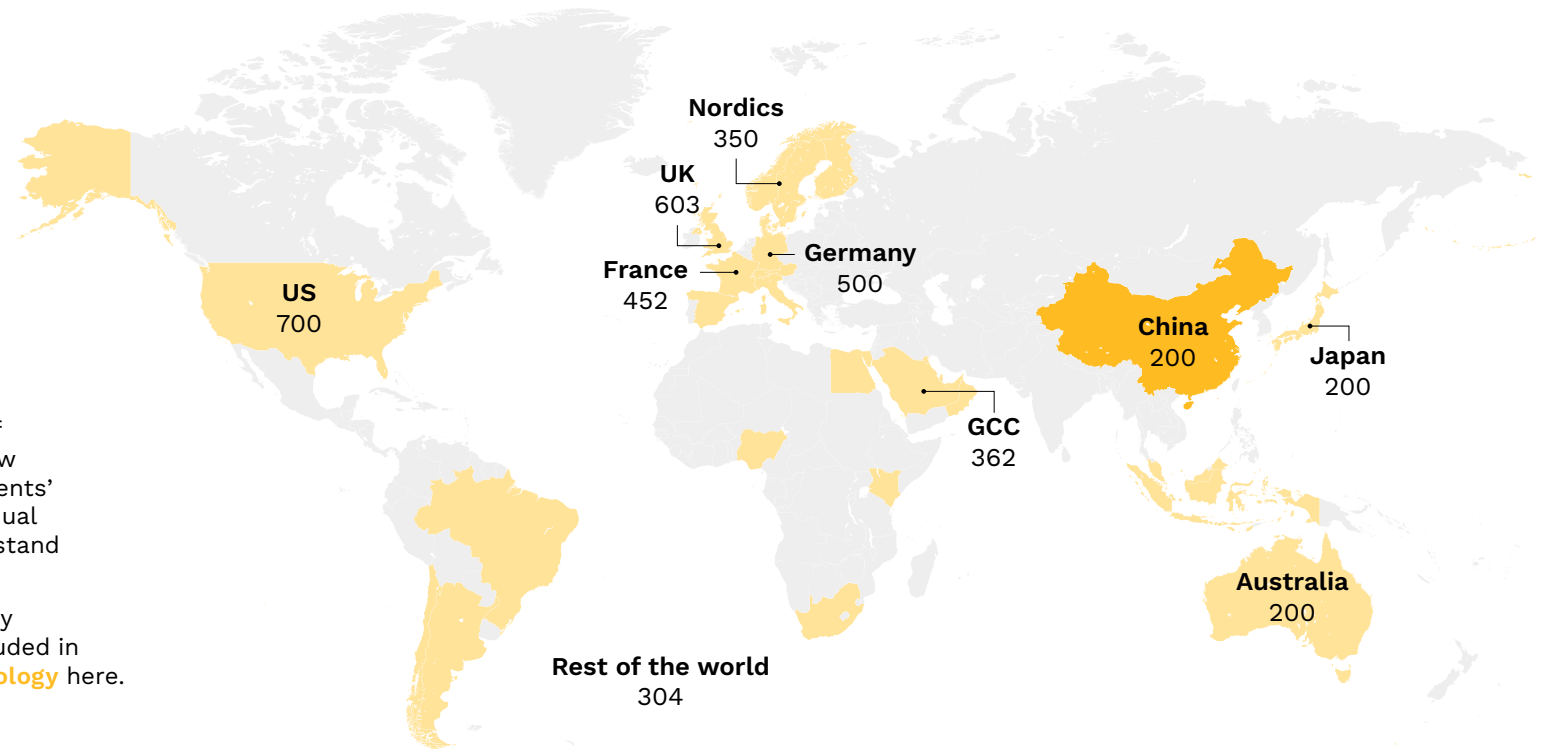 Nordics
350
UK
603
Germany
500
France
452
US
700
China
200
Japan
200
GCC
362
Australia
200
Rest of the world
304
stand
here.